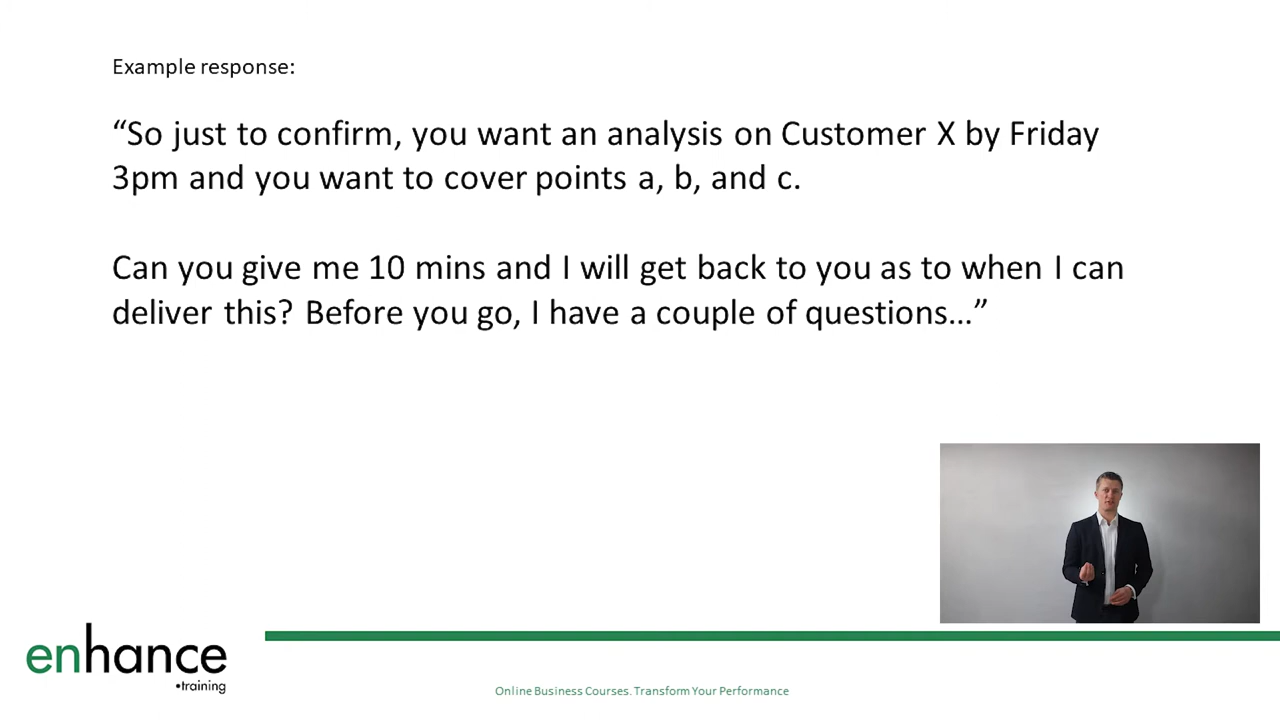 Example response:
“So just to confirm, you want an analysis on Customer X by Friday
3pm and you want to cover points a, b, and c.
Can you give me 10 mins and I will get back to you as to when I can
deliver this? Before you go, I have a couple of questions…”
enhance
•training
Online Business Courses. Transform Your Performance